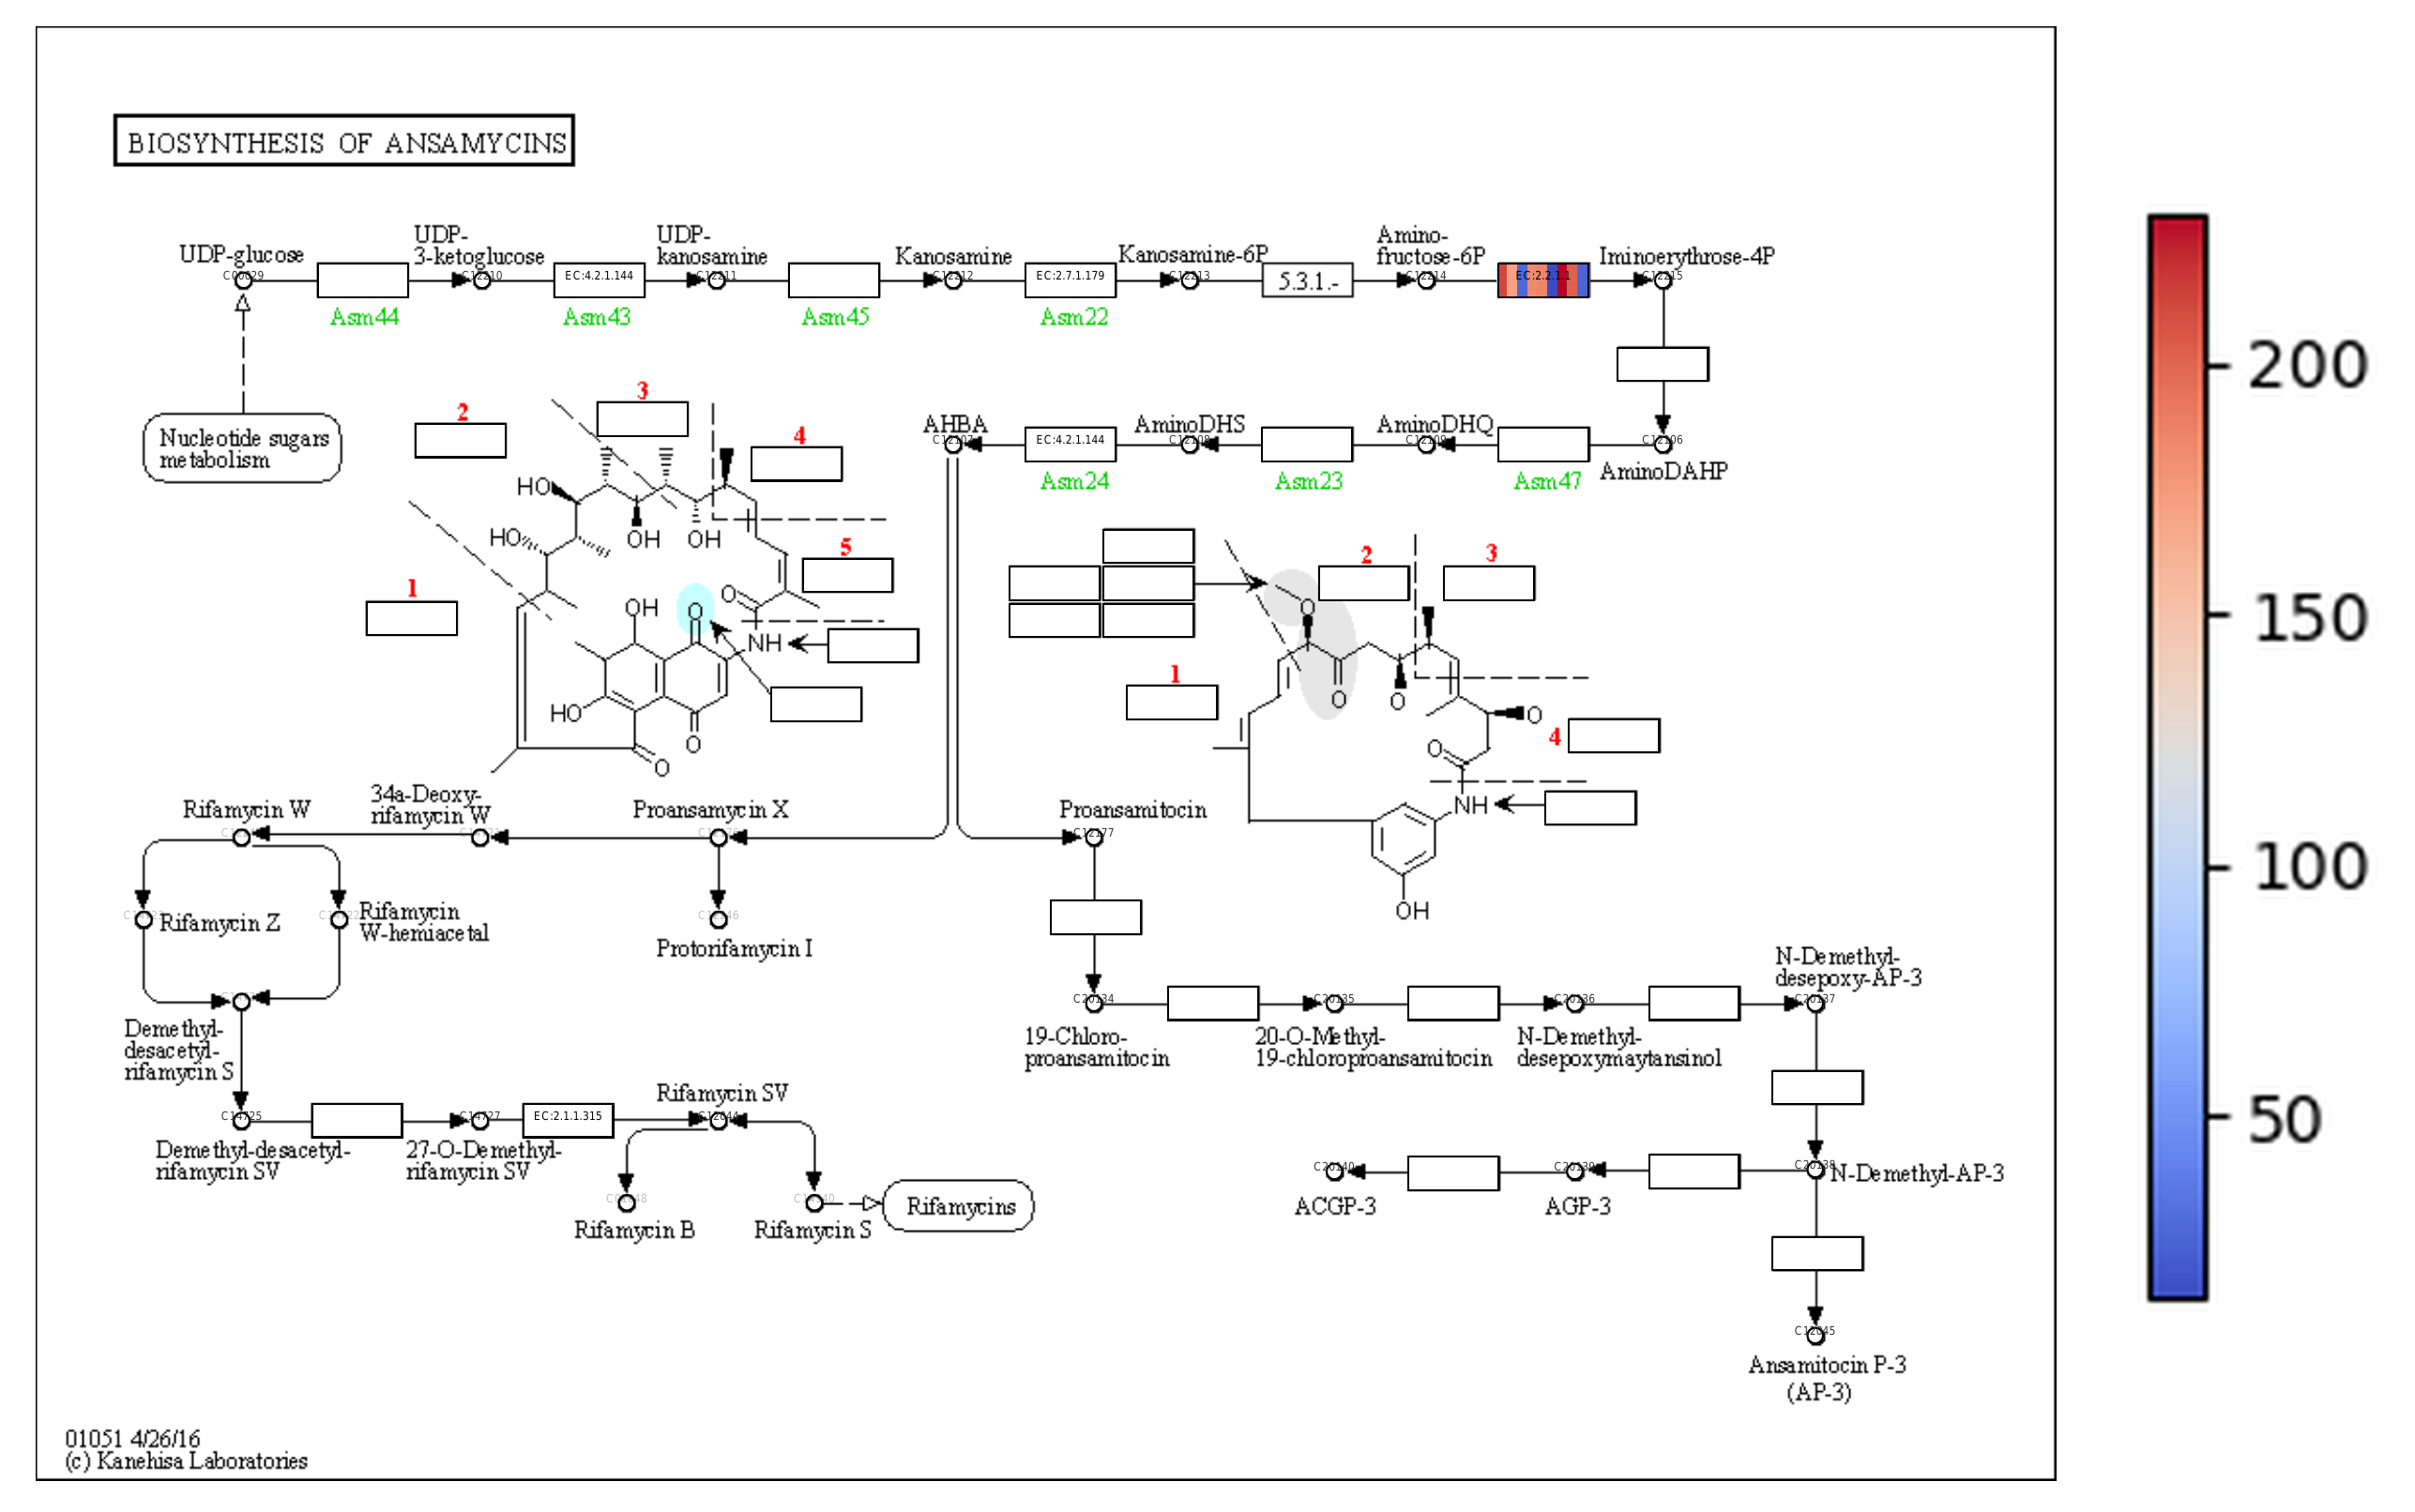 BIOSYNTHESIS OF ANSAMYCINS
UDP-glucose
C00029
UDP-
3-ketoglucose
C12210
EC:4.2.1.144
UDP-
kanosamine
C12211
Kanosamine
C12212
EC:2.7.1.179
Kanosamine-6P
C12213
5.3.1.-
Amino-
fructose-6P
C12214
EC:2.2.1.1
Iminoerythrose-4P
C12215
Asm44
Asm43
Asm45
Asm22
200
150
100
50
Nucleotide sugars
metabolism
AHBA
C12107
EC:4.2.1.144
AminoDHS
C12108
AminoDHQ
C12109
C12106
AminoDAHP
Asm24
Asm23
Asm47
1
2
3
4
5
HO
HO
OH
OH
OH
O
O
NH
HO
O
O
1
2
3
4
O
O
O
O
O
NH
OH
Rifamycin W
34a-Deoxy-
rifamycin W
Proansamycin X
Proansamitocin
C12177
Rifamycin Z
Rifamycin
W-hemiacetal
Protorifamycin I
N-Demethyl-
desepoxy-AP-3
C20134
C20135
C20136
C20137
19-Chloro-
proansamitocin
20-O-Methyl-
19-chloroproansamitocin
N-Demethyl-
desepoxymaytansinol
Demethyl-
desacetyl-
rifamycin S
C14725
C14727
EC:2.1.1.315
Rifamycin SV
C12044
Demethyl-desacetyl-
rifamycin SV
27-O-Demethyl-
rifamycin SV
Rifamycin B
Rifamycin S
Rifamycins
C20140
C20139
C20138
N-Demethyl-AP-3
ACGP-3
AGP-3
C12045
Ansamitocin P-3
(AP-3)
01051 4/26/16
(c) Kanehisa Laboratories